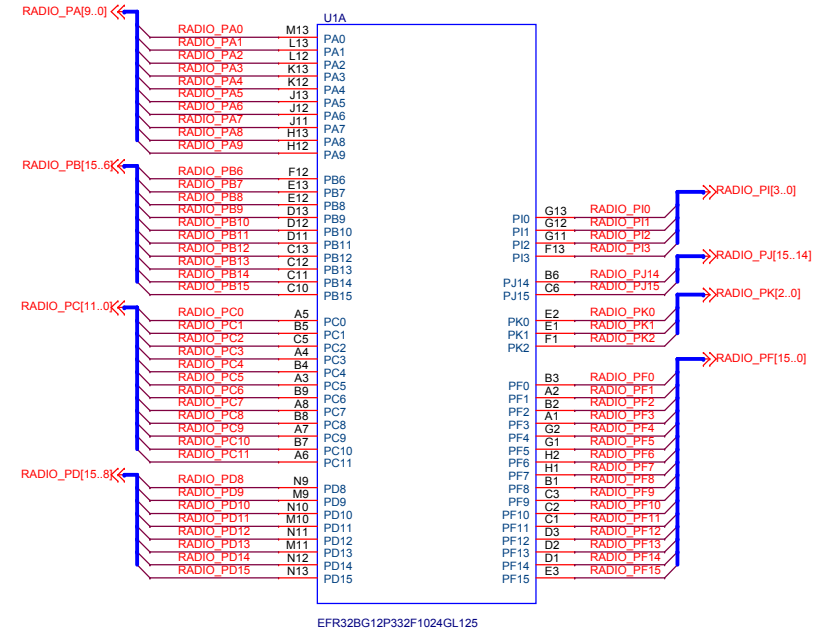 RADIO_PA[9..0]
U1A
RADIO_PA0 M13 PA0
RADIO_PA1 L13 PA1
RADIO_PA2 L12 PA2
RADIO_PA3 K13 PA3
RADIO_PA4 K12 PA4
RADIO_PA5 J13 PA5
RADIO_PA6 J12 PA6
RADIO_PA7 J11 PA7
RADIO_PA8 H13 PA8
RADIO_PA9 H12 PA9
RADIO_PB[15..6]
RADIO_PB6 F12 PB6
RADIO_PB7 E13 PB7
RADIO_PB8 E12 PB8
RADIO_PB9 D13 PB9
RADIO_PB10 D12 PB10
RADIO_PB11 D11 PB11
RADIO_PB12 C13 PB12
RADIO_PB13 C12 PB13
RADIO_PB14 C11 PB14
RADIO_PB15 C10 PB15
RADIO_PC[11..0]
RADIO_PC0 A5 PC0
RADIO_PC1 B5 PC1
RADIO_PC2 C5 PC2
RADIO_PC3 A4 PC3
RADIO_PC4 B4 PC4
RADIO_PC5 A3 PC5
RADIO_PC6 B9 PC6
RADIO_PC7 A8 PC7
RADIO_PC8 B8 PC8
RADIO_PC9 A7 PC9
RADIO_PC10 B7 PC10
RADIO_PC11 A6 PC11
RADIO_PD[15..8]
RADIO_PD8 N9 PD8
RADIO_PD9 M9 PD9
RADIO_PD10 N10 PD10
RADIO_PD11 M10 PD11
RADIO_PD12 N11 PD12
RADIO_PD13 M11 PD13
RADIO_PD14 N12 PD14
RADIO_PD15 N13 PD15
RADIO_PI[3..0]
PI0 G13 RADIO_PI0
PI1 G12 RADIO_PI1
PI2 G11 RADIO_PI2
PI3 F13 RADIO_PI3
RADIO_PJ[15..14]
PJ14 B6 RADIO_PJ14
PJ15 C6 RADIO_PJ15
RADIO_PK[2..0]
PK0 E2 RADIO_PK0
PK1 E1 RADIO_PK1
PK2 F1 RADIO_PK2
RADIO_PF[15..0]
PF0 B3 RADIO_PF0
PF1 A2 RADIO_PF1
PF2 B2 RADIO_PF2
PF3 A1 RADIO_PF3
PF4 G2 RADIO_PF4
PF5 G1 RADIO_PF5
PF6 H2 RADIO_PF6
PF7 H1 RADIO_PF7
PF8 B1 RADIO_PF8
PF9 C3 RADIO_PF9
PF10 C2 RADIO_PF10
PF11 C1 RADIO_PF11
PF12 D3 RADIO_PF12
PF13 D2 RADIO_PF13
PF14 D1 RADIO_PF14
PF15 E3 RADIO_PF15
EFR32BG12P332F1024GL125